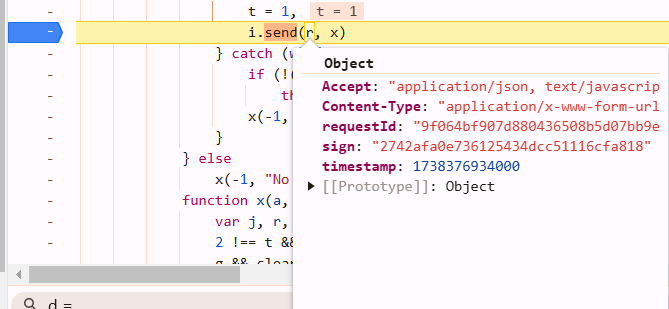 t = 1, t = 1
i.send(r, x)
} catch (w
if (!(
th
x(-1,
}
} else
x(-1, "No
function x(a,
var j, r,
2 !== t &&
g && clear
Object
Accept: "application/json, text/javascrip
Content-Type: "application/x-www-form-url
requestId: "9f064bf907d880436508b5d07bb9e
sign: "2742afa0e736125434dcc51116cfa818"
timestamp: 1738376934000
[[Prototype]]: Object
d =